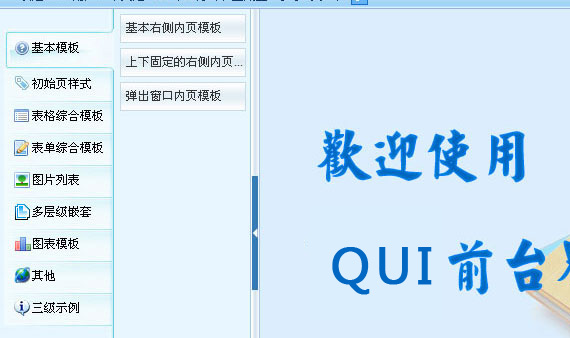 基本模板
初始页样式
表格综合模板
表单综合模板
图片列表
多层级嵌套
图表模板
其他
三级示例
基本右侧内页模板
上下固定的右侧内页...
弹出窗口内页模板
歡迎使用
QUI前台